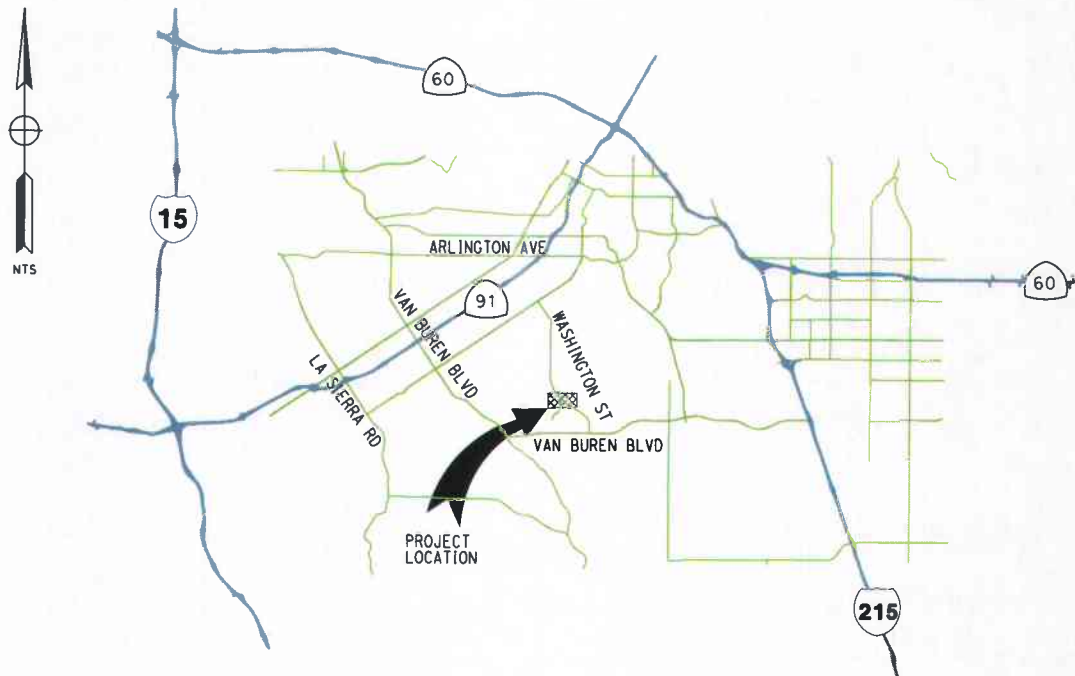 60
15
NTS
ARLINGTON AVE
60
91
VAN BUREN BLVD
WASHINGTON ST
LA SIERRA RD
VAN BUREN BLVD
PROJECT
LOCATION
215